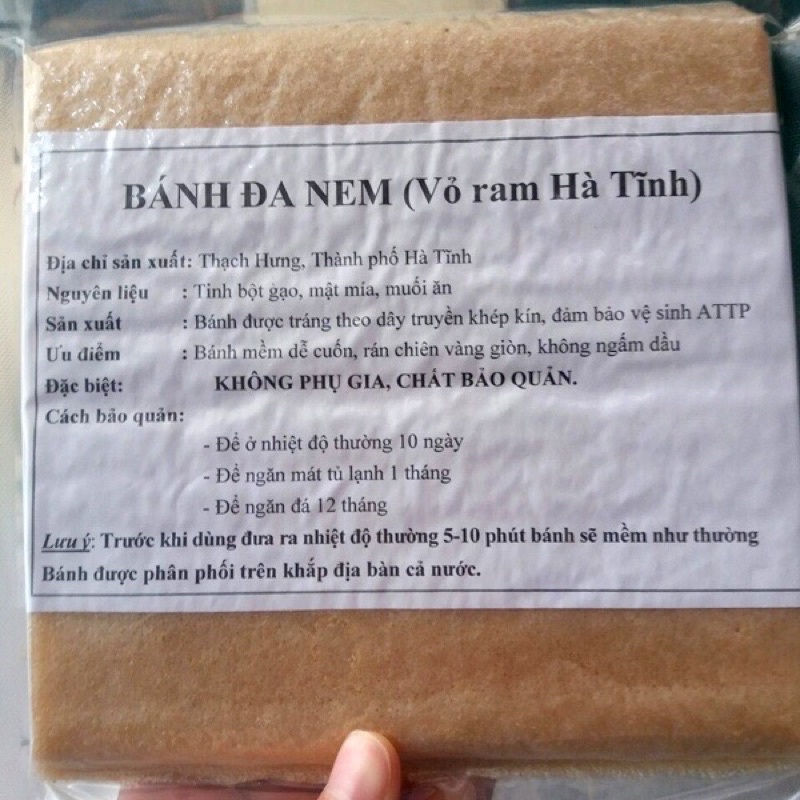 BÁNH ĐA NEM (Vỏ ram Hà Tĩnh)
Địa chỉ sản xuất: Thạch Hưng, Thành phố Hà Tĩnh
Nguyên liệu : Tinh bột gạo, mật mía, muối ăn
Sản xuất : Bánh được tráng theo dây truyền khép kín, đảm bảo vệ sinh ATTP
Ưu điểm : Bánh mềm dễ cuốn, rán chiên vàng giòn, không ngấm dầu
Đặc biệt: KHÔNG PHỤ GIA, CHẤT BẢO QUẢN.
Cách bảo quản:
- Để ở nhiệt độ thường 10 ngày
- Để ngăn mát tủ lạnh 1 tháng
- Để ngăn đá 12 tháng
Lưu ý: Trước khi dùng đưa ra nhiệt độ thường 5-10 phút bánh sẽ mềm như thường
Bánh được phân phối trên khắp địa bàn cả nước.